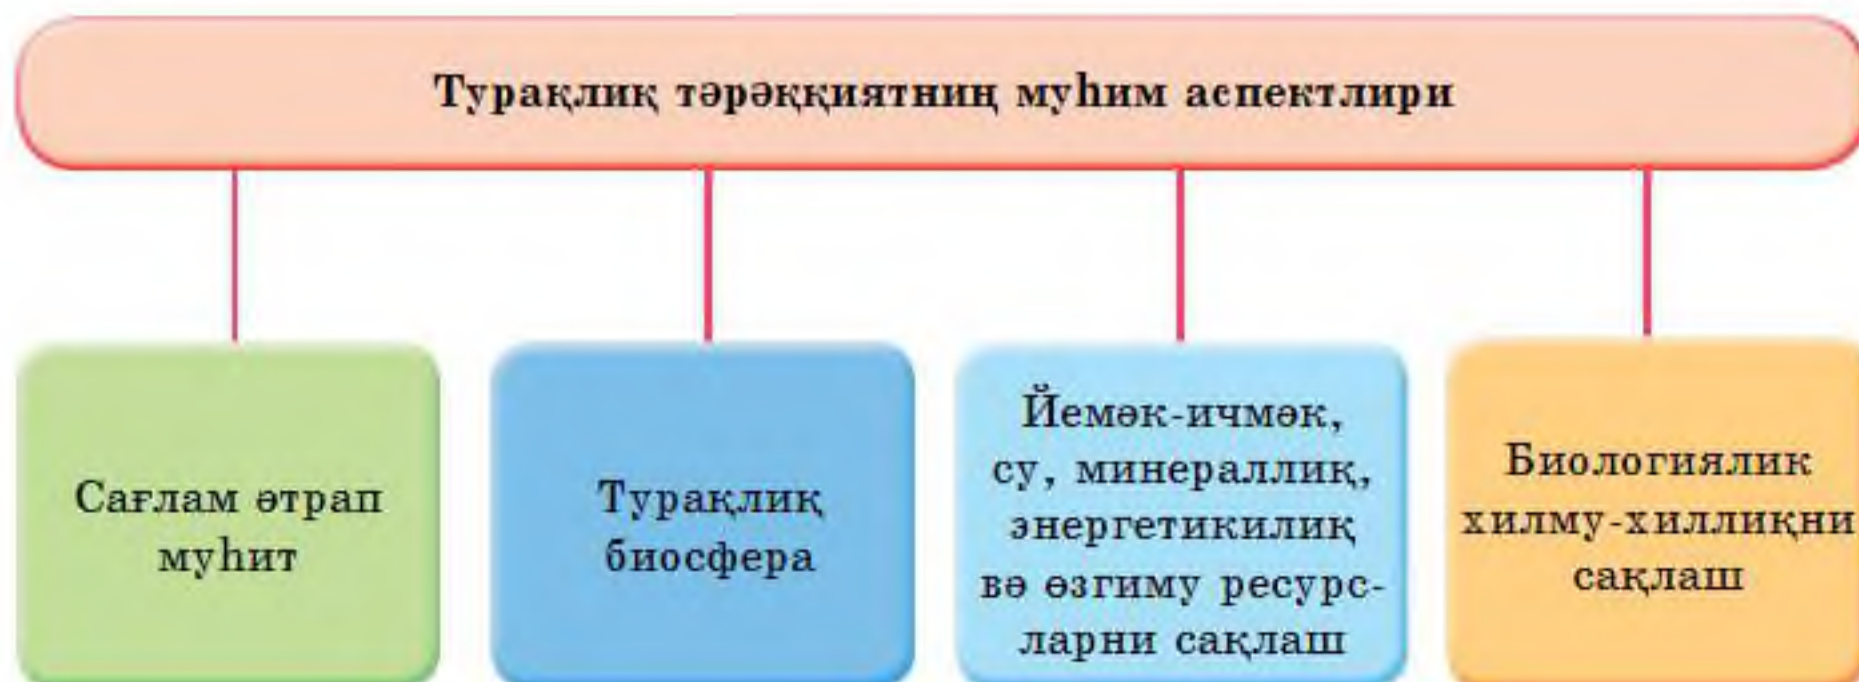 Турақлиқ тәрәққиятниң муһим аспектлири
Сағлам әтрап
муһит
Турақлиқ
биосфера
Йемәк-ичмәк,
су, минераллиқ,
энергетикилиқ
вә өзгиму ресурс-
ларни сақлаш
Биологиялик
хилму-хиллиқни
сақлаш